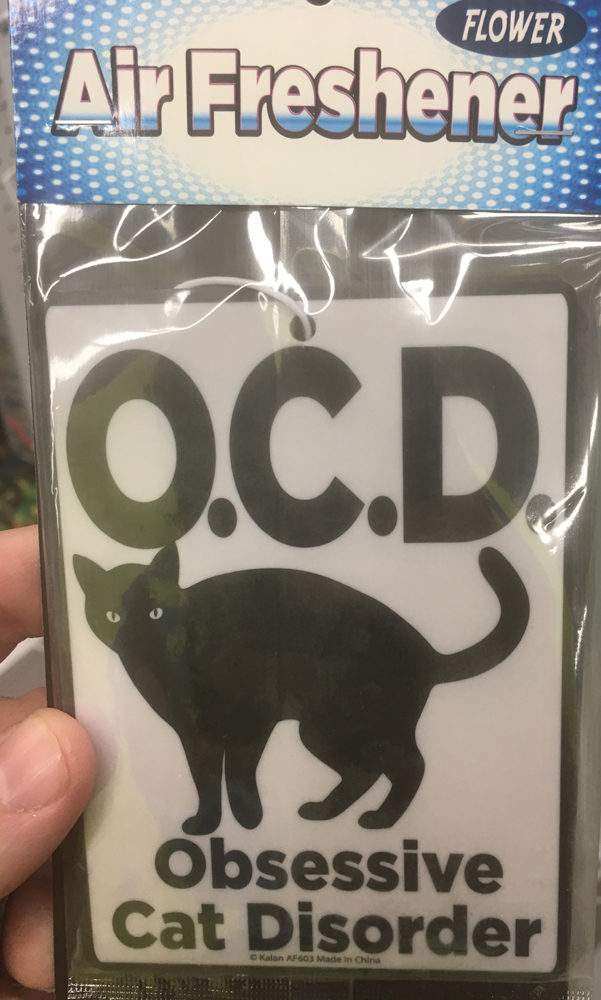 FLOWER
Air Freshener
O.C.D.
Obsessive
Cat Disorder
© Kalan AF603 Made in China